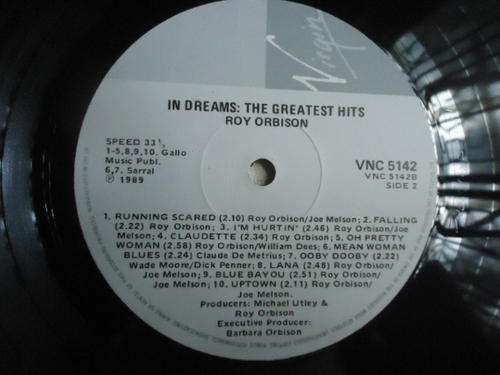 Virgin
IN DREAMS: THE GREATEST HITS
ROY ORBISON
SPEED 33⅓
1-5,8,9,10, Gallo
Music Publ.
6,7, Sarral
Ⓟ 1989
VNC 5142
VNC 5142B
SIDE 2
1. RUNNING SCARED (2.10) Roy Orbison/Joe Melson; 2. FALLING
(2.22) Roy Orbison; 3. I'M HURTIN' (2.46) Roy Orbison/Joe
Melson; 4. CLAUDETTE (2.34) Roy Orbison; 5. OH PRETTY
WOMAN (2.58) Roy Orbison/William Dees; 6. MEAN WOMAN
BLUES (2.24) Claude De Metrius; 7. OOBY DOOBY (2.22)
Wade Moore/Dick Penner; 8. LANA (2.48) Roy Orbison/
Joe Melson; 9. BLUE BAYOU (2.51) Roy Orbison/
Joe Melson; 10. UPTOWN (2.11) Roy Orbison/
Joe Melson.
Producers: Michael Utley &
Roy Orbison
Executive Producer:
Barbara Orbison